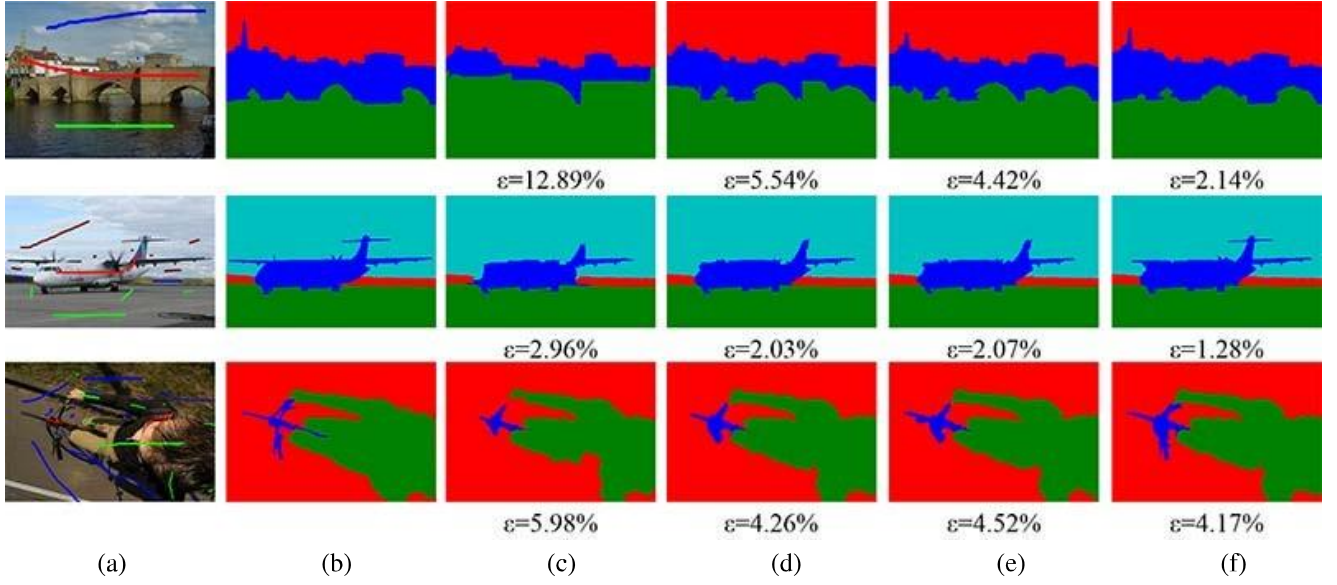 ε=12.89% ε=5.54% ε=4.42% ε=2.14%
ε=2.96% ε=2.03% ε=2.07% ε=1.28%
ε=5.98% ε=4.26% ε=4.52% ε=4.17%
(a) (b) (c) (d) (e) (f)